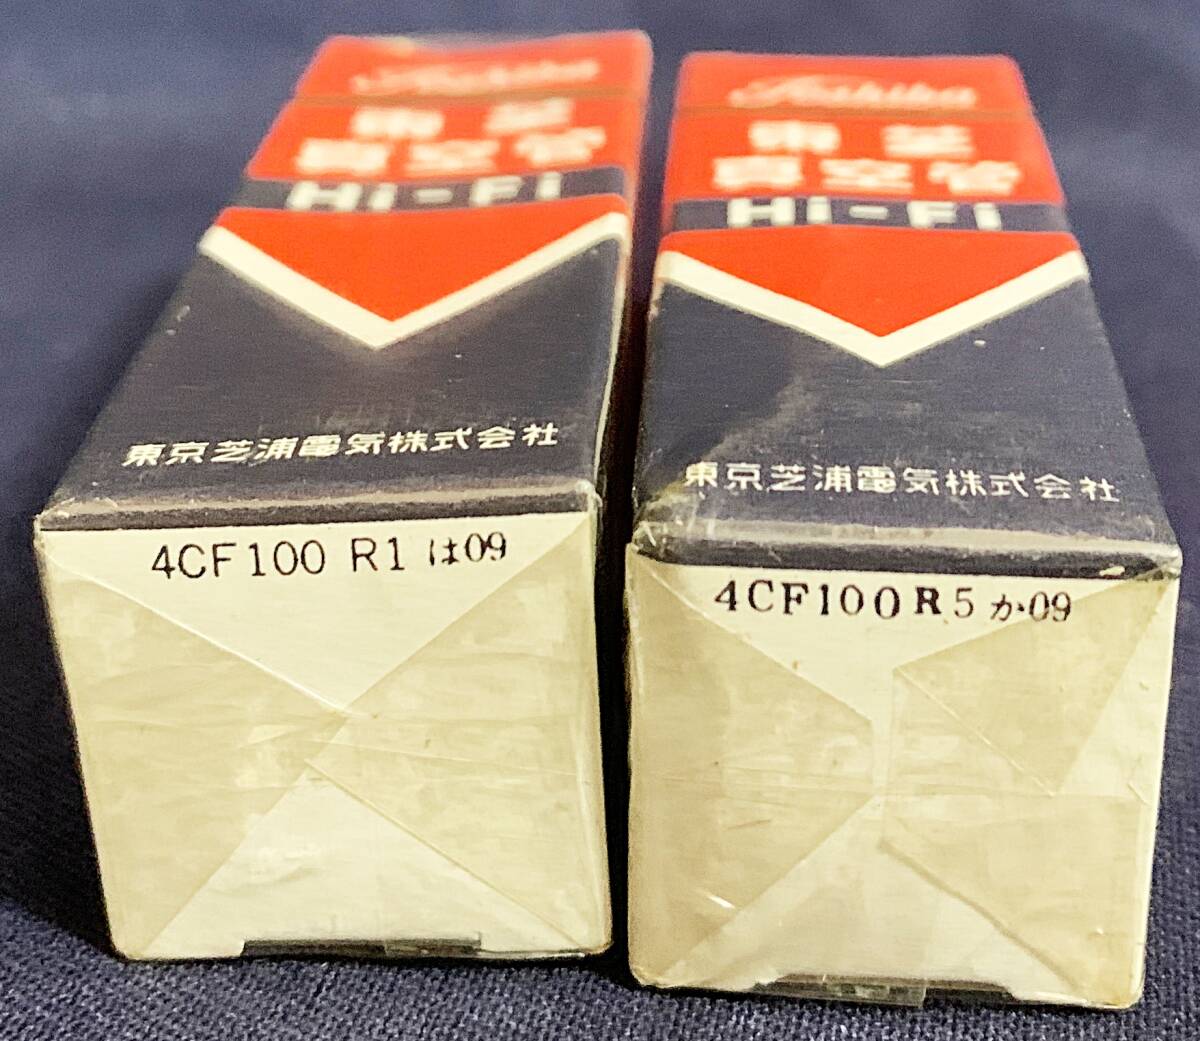 Toshiba
東芝
真空管
Hi-Fi
東京芝浦電気株式会社
4CF100 R1 は09
Toshiba
東芝
真空管
Hi-Fi
東京芝浦電気株式会社
4CF100 R5 か09